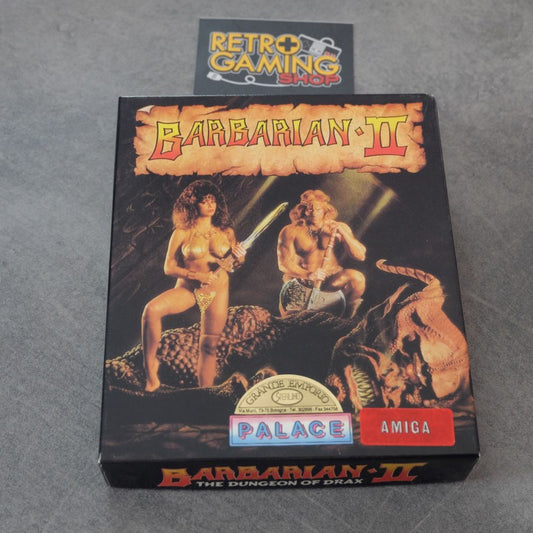 RETRO
GAMING
SHOP
BARBARIAN · II
GRANDE EMPORIO
PALACE
AMIGA
BARBARIAN · II
THE DUNGEON OF DRAX